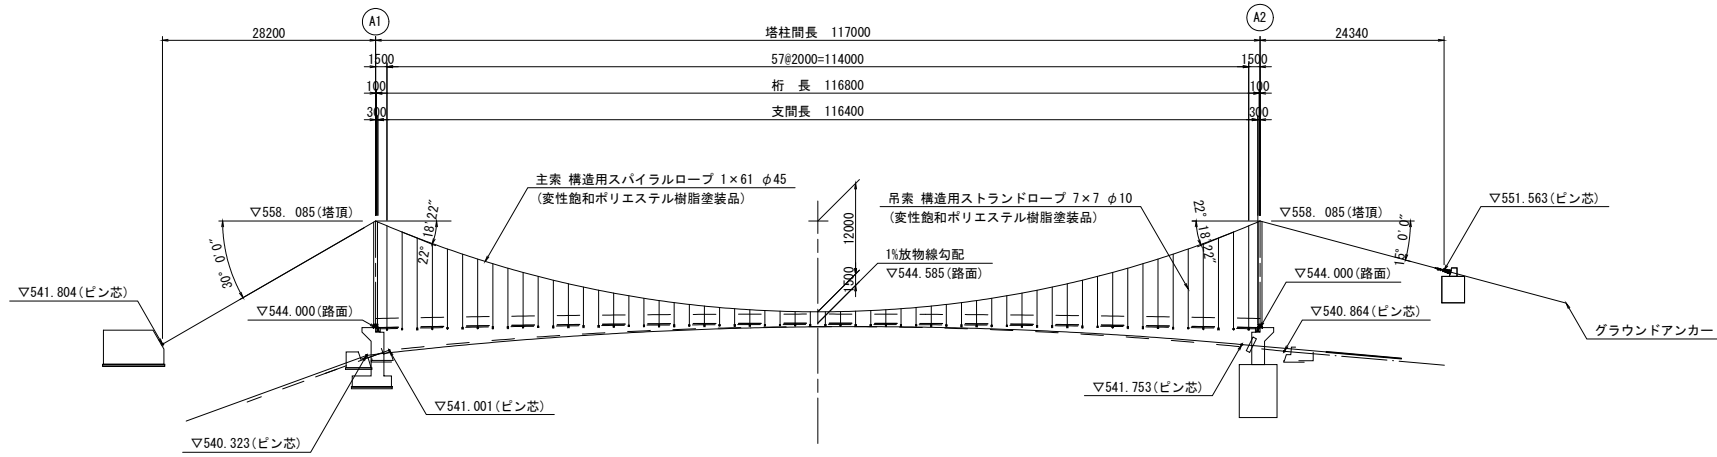 A1
A2
28200
塔柱間長 117000
24340
1500
57@2000=114000
1500
100
桁 長 116800
100
300
支間長 116400
300
主索 構造用スパイラルロープ 1×61 φ45
(変性飽和ポリエステル樹脂塗装品)
吊索 構造用ストランドロープ 7×7 φ10
(変性飽和ポリエステル樹脂塗装品)
▽558. 085(塔頂)
22° 18′22″
12000
22° 18′22″
▽558. 085(塔頂)
▽551.563(ピン芯)
30° 0′0″
1%放物線勾配
▽544.585(路面)
1500
15° 0′0″
▽541.804(ピン芯)
▽544.000(路面)
▽544.000(路面)
▽540.864(ピン芯)
グラウンドアンカー
▽541.001(ピン芯)
▽541.753(ピン芯)
▽540.323(ピン芯)